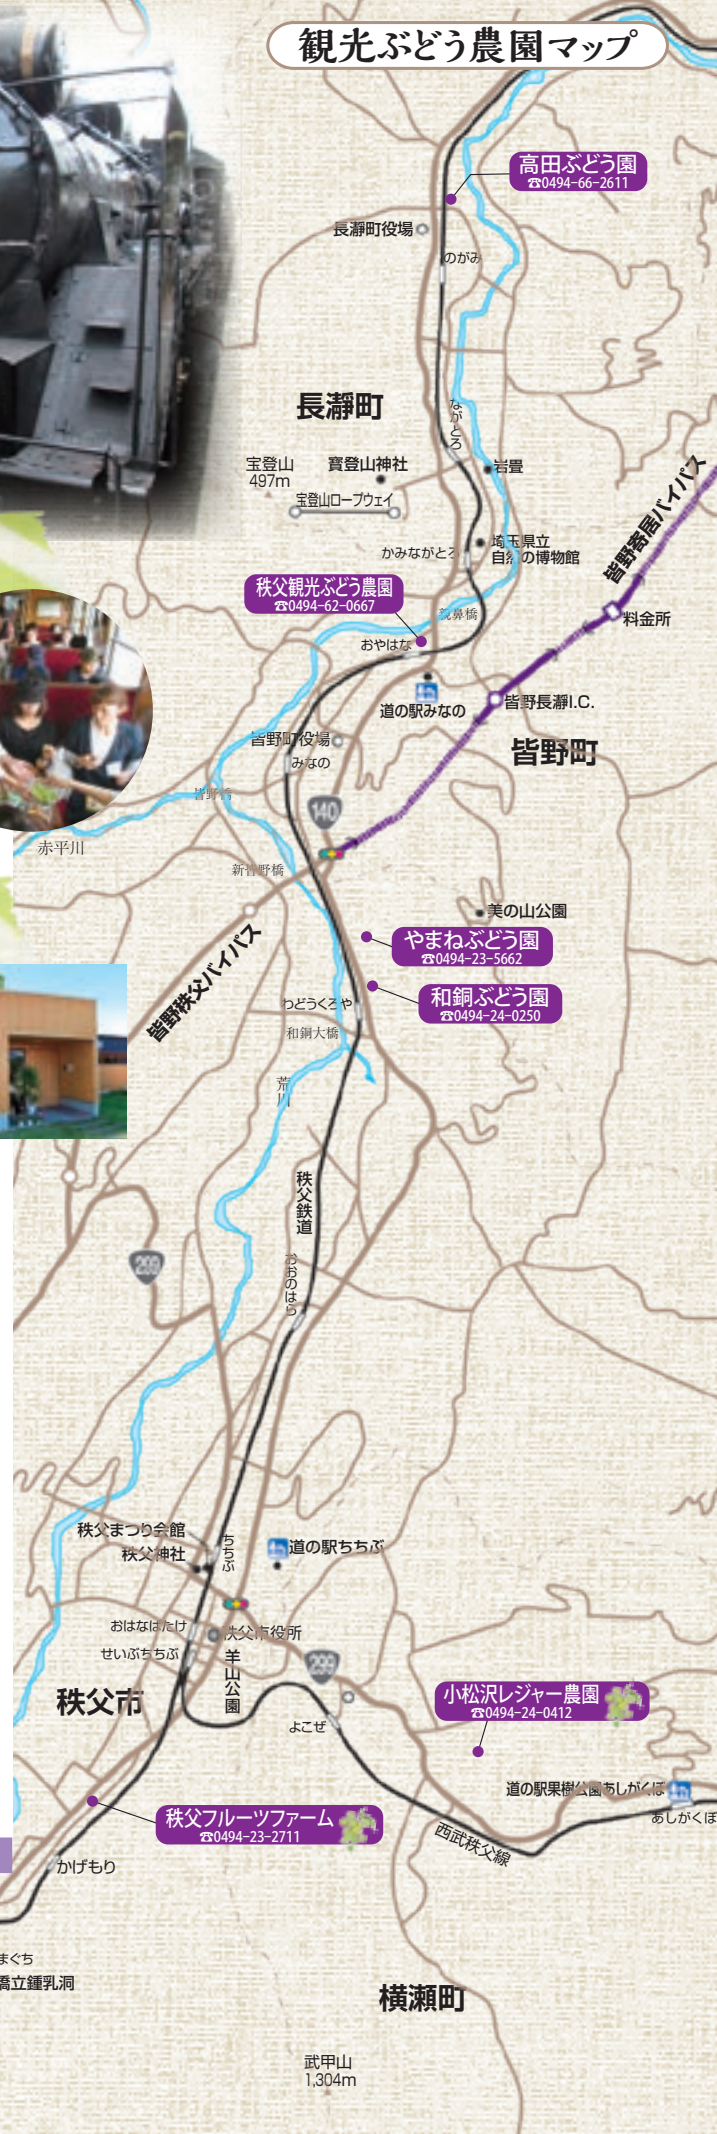 観光ぶどう農園マップ
高田ぶどう園
☎0494-66-2611
長瀞町役場
のがみ
長瀞町
ながとろ
宝登山
497m
寶登山神社
岩畳
宝登山ロープウェイ
皆野寄居バイパス
かみながとろ
埼玉県立
自然の博物館
秩父観光ぶどう農園
☎0494-62-0667
親鼻橋
料金所
おやはな
道の駅みなの
皆野長瀞I.C.
皆野町役場
皆野町
みなの
皆野橋
140
赤平川
新皆野橋
美の山公園
やまねぶどう園
☎0494-23-5662
皆野秩父バイパス
和銅ぶどう園
☎0494-24-0250
わどうくろや
和銅大橋
荒川
秩父鉄道
299
おおのはら
秩父まつり会館
秩父神社
ちちぶ
道の駅ちちぶ
おはなばたけ
秩父市役所
せいぶちちぶ
羊山公園
299
秩父市
小松沢レジャー農園
☎0494-24-0412
よこぜ
道の駅果樹公園あしがくぼ
あしがくぼ
秩父フルーツファーム
☎0494-23-2711
西武秩父線
かげもり
まぐち
橋立鍾乳洞
横瀬町
武甲山
1,304m